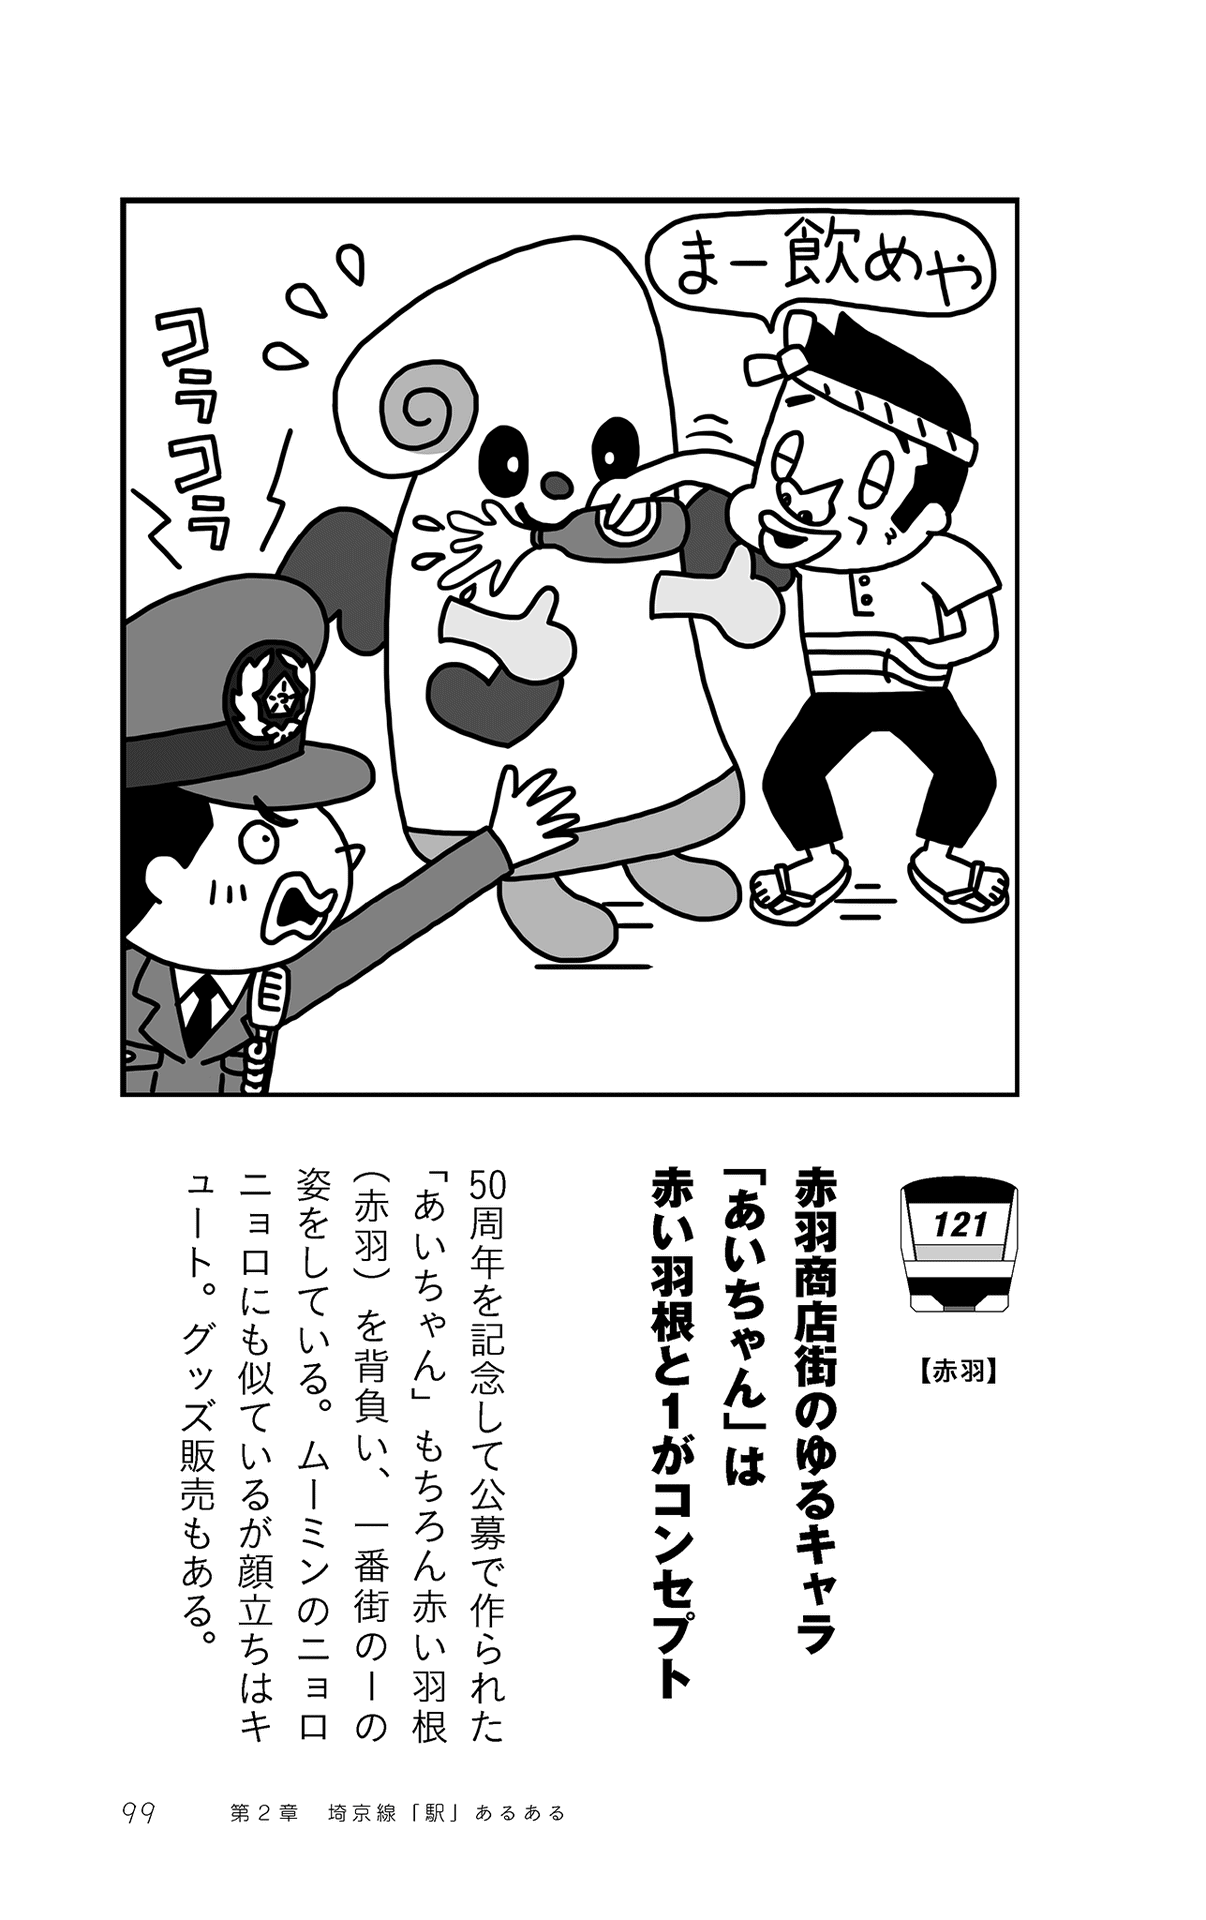 まー飲めや
コラコラ
121
【赤羽】
赤羽商店街のゆるキャラ
「あいちゃん」は
赤い羽根と1がコンセプト
50周年を記念して公募で作られた
「あいちゃん」もちろん赤い羽根
（赤羽）を背負い、一番街の一の
姿をしている。ムーミンのニョロ
ニョロにも似ているが顔立ちはキ
ュート。グッズ販売もある。
99 第2章 埼京線「駅」あるある